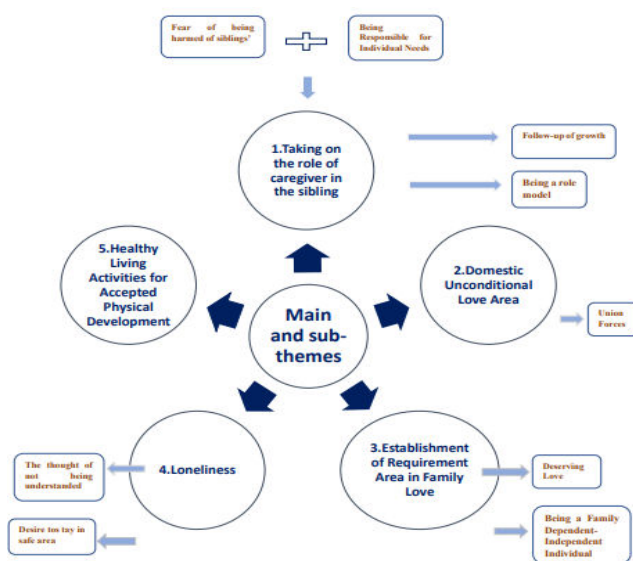 Fear of being
harmed of siblings'
Being
Responsible for
Individual Needs
1.Taking on
the role of
caregiver in
the sibling
Follow-up of growth
Being a role
model
5.Healthy
Living
Activities for
Accepted
Physical
Development
2.Domestic
Unconditional
Love Area
Union
Forces
Main
and sub-
themes
4.Loneliness
The thought of
not being
understanded
Desire tos tay in
safe area
3.Establishment
of Requirement
Area in Family
Love
Deserving
Love
Being a Family
Dependent-
Independent
Individual